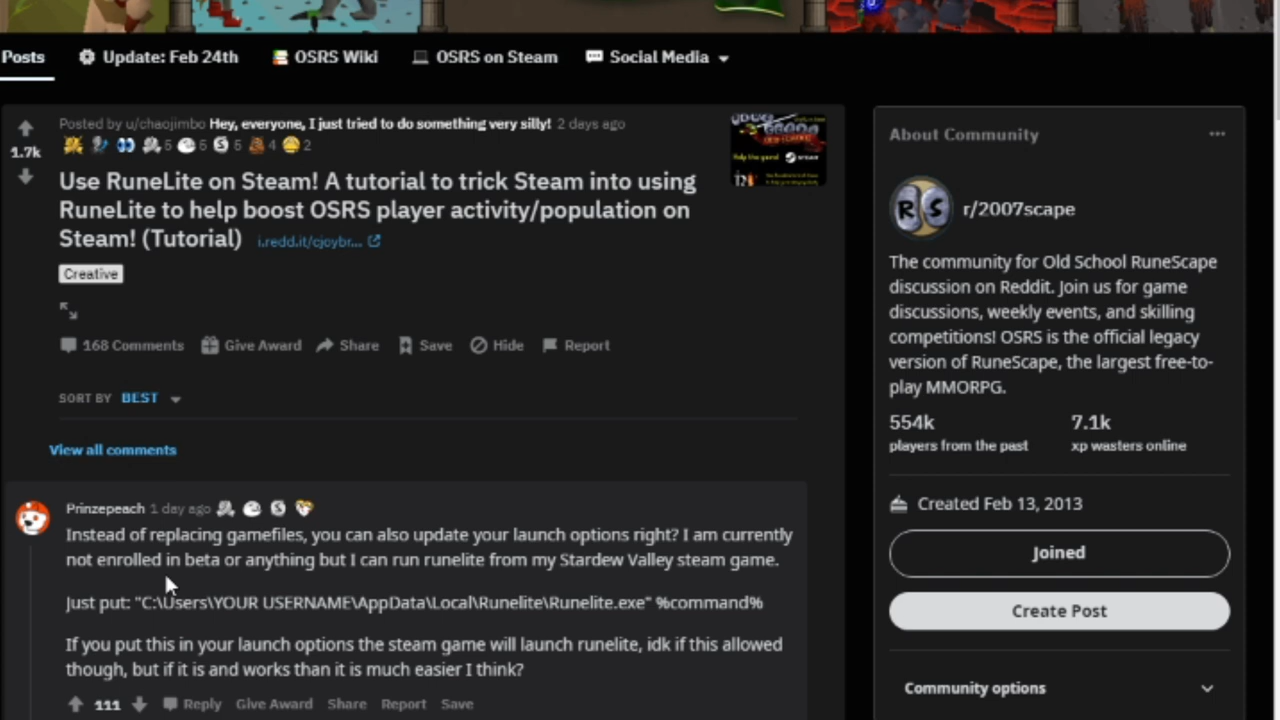 Posts
Update: Feb 24th
OSRS Wiki
OSRS on Steam
Social Media
Posted by u/chaojimbo Hey, everyone, I just tried to do something very silly! 2 days ago
5 5 5 4 2
1.7k
Use RuneLite on Steam! A tutorial to trick Steam into using
RuneLite to help boost OSRS player activity/population on
Steam! (Tutorial) i.redd.it/cjoybr...
Creative
168 Comments Give Award Share Save Hide Report
SORT BY BEST
View all comments
Prinzepeach 1 day ago
Instead of replacing gamefiles, you can also update your launch options right? I am currently
not enrolled in beta or anything but I can run runelite from my Stardew Valley steam game.
Just put: "C:\Users\YOUR USERNAME\AppData\Local\Runelite\Runelite.exe" %command%
If you put this in your launch options the steam game will launch runelite, idk if this allowed
though, but if it is and works than it is much easier I think?
111 Reply Give Award Share Report Save
About Community
RS
r/2007scape
The community for Old School RuneScape
discussion on Reddit. Join us for game
discussions, weekly events, and skilling
competitions! OSRS is the official legacy
version of RuneScape, the largest free-to-
play MMORPG.
554k 7.1k
players from the past xp wasters online
Created Feb 13, 2013
Joined
Create Post
Community options